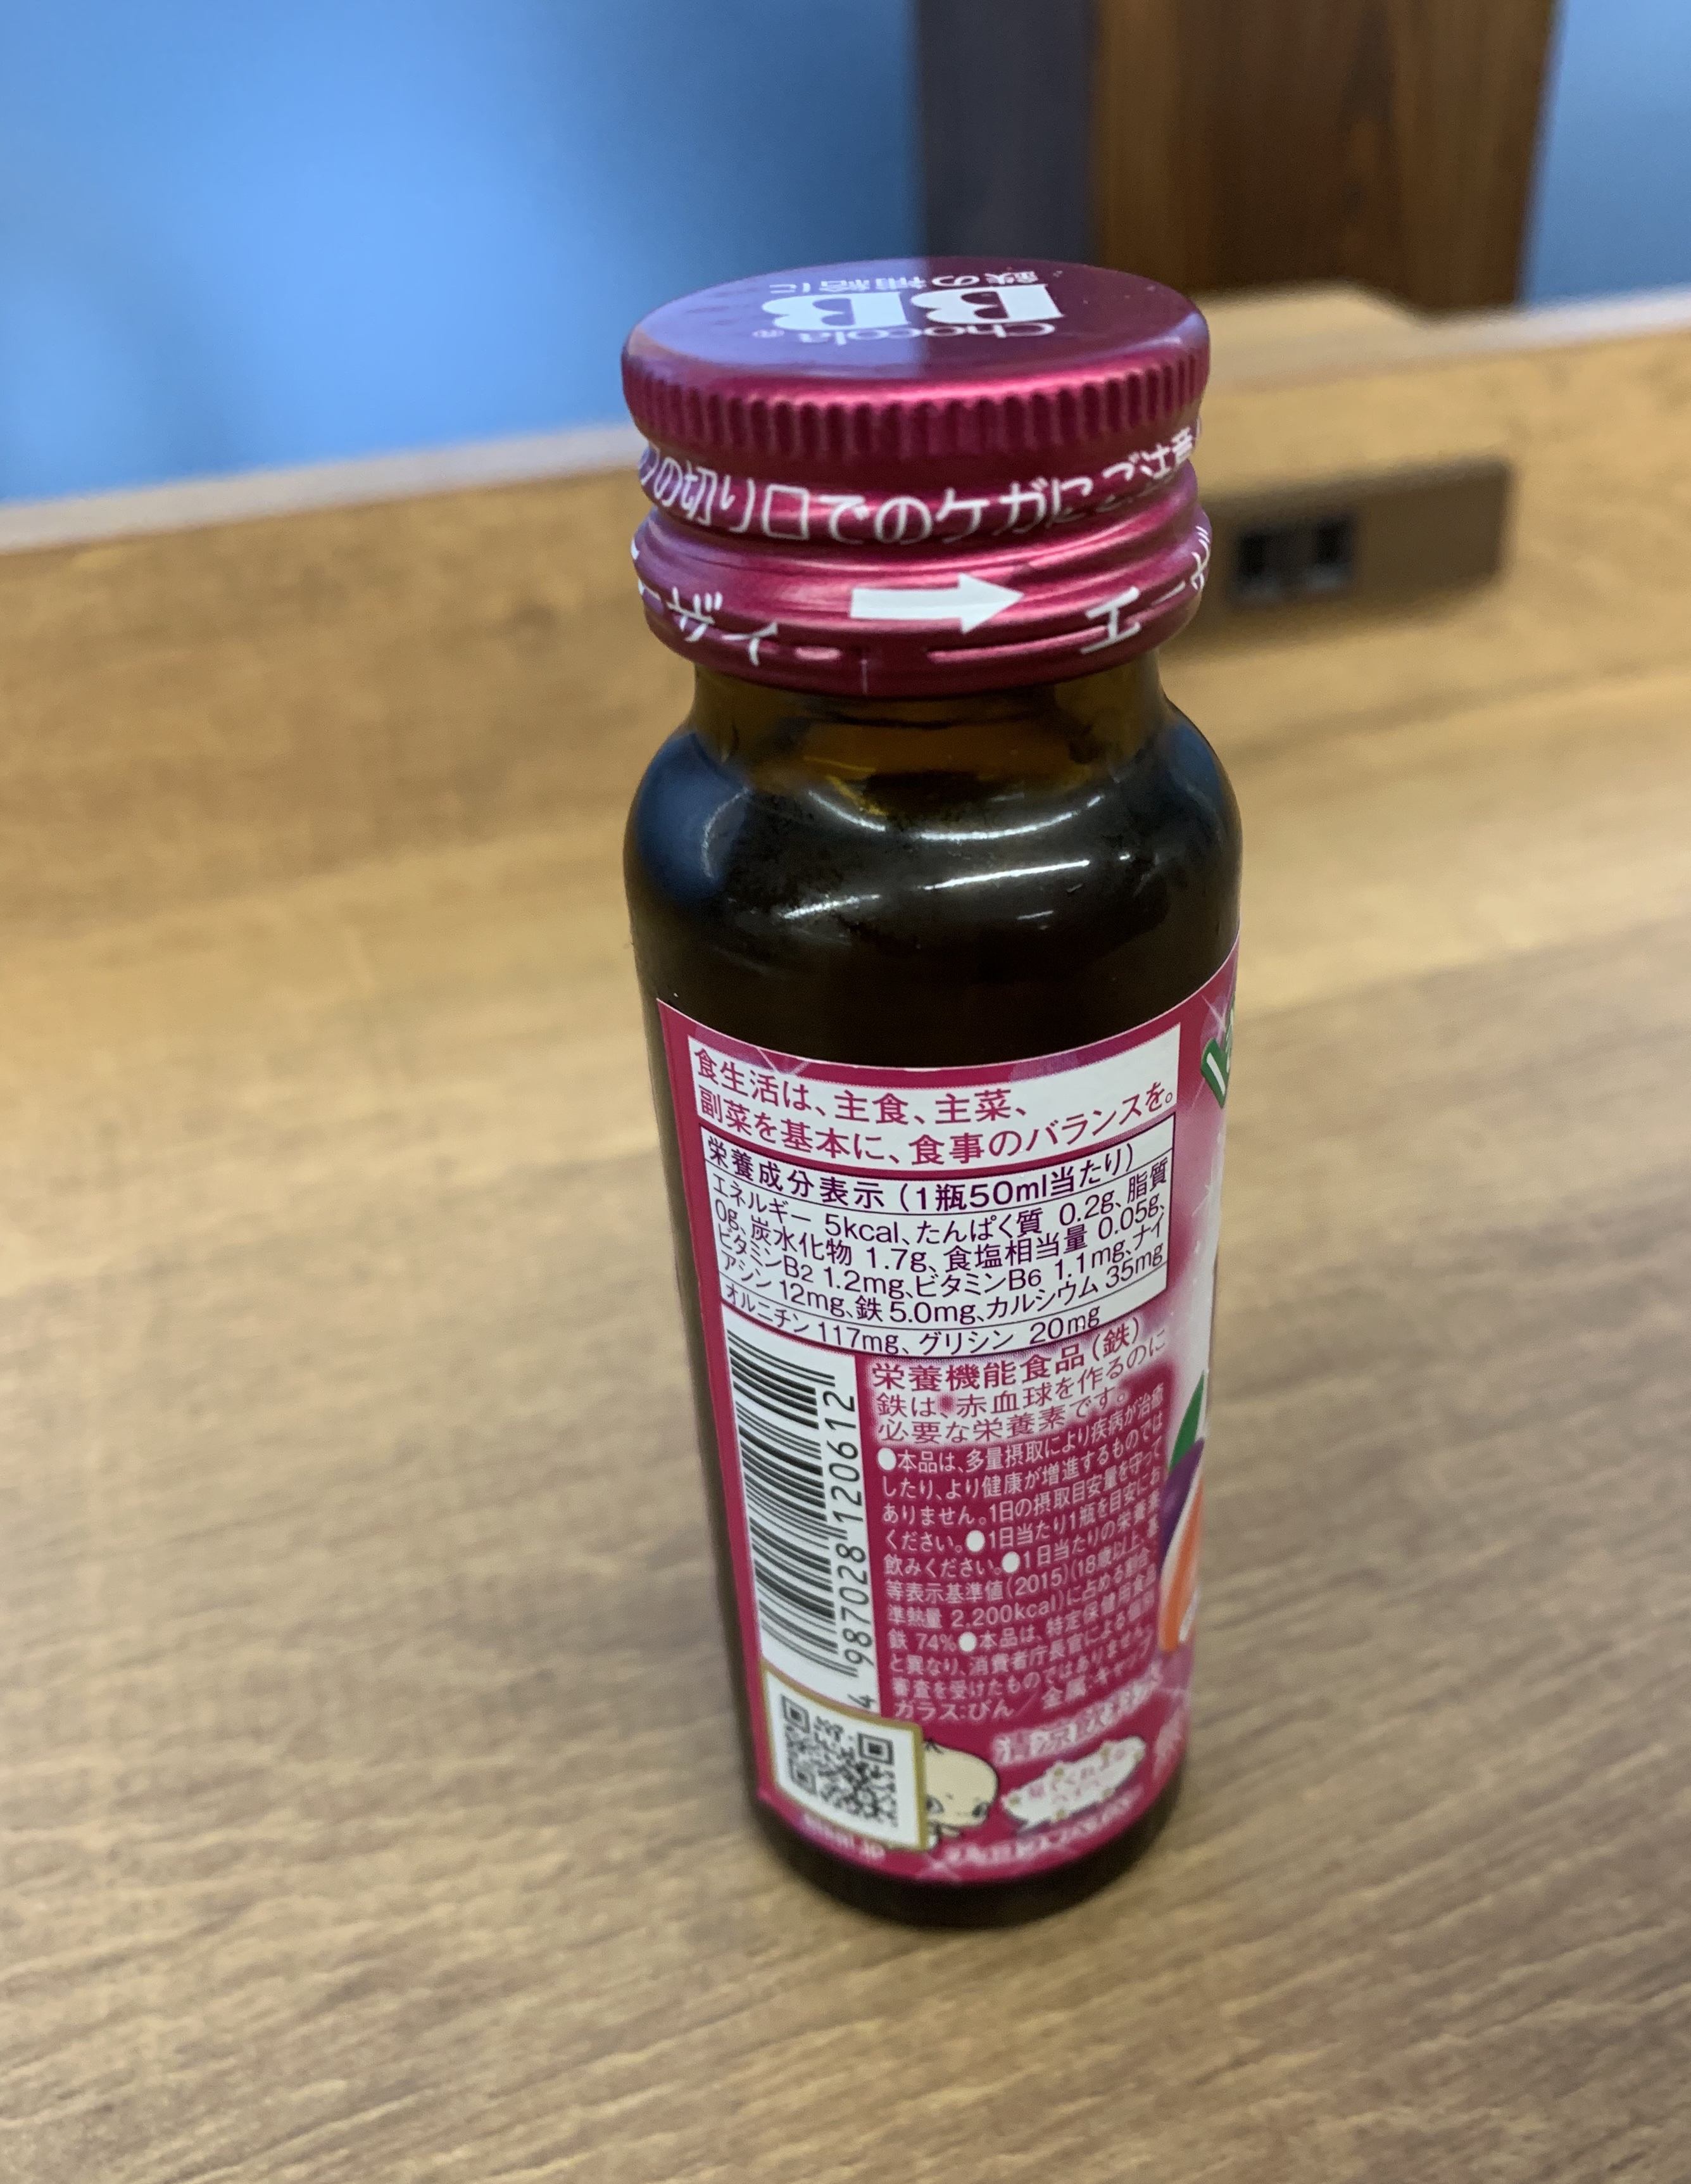 Chocola
BB
鉄の補給に
の切り口でのケガにご注意
ーザイ → エーザ
食生活は、主食、主菜、
副菜を基本に、食事のバランスを。
栄養成分表示（1瓶50ml当たり）
エネルギー 5kcal、たんぱく質 0.2g、脂質
0g、炭水化物 1.7g、食塩相当量 0.05g、
ビタミンB2 1.2mg、ビタミンB6 1.1mg、ナイ
アシン 12mg、鉄 5.0mg、カルシウム 35mg
オルニチン 117mg、グリシン 20mg
栄養機能食品（鉄）
鉄は、赤血球を作るのに
必要な栄養素です。
●本品は、多量摂取により疾病が治癒
したり、より健康が増進するものでは
ありません。1日の摂取目安量を守って
ください。●1日当たり1瓶を目安にお
飲みください。●1日当たりの栄養素
等表示基準値(2015)(18歳以上、基
準熱量 2,200kcal)に占める割合:
鉄 74%●本品は、特定保健用食品
と異なり、消費者庁長官による個別
審査を受けたものではありません。
ガラス:びん／金属:キャップ
4 987028 120612
清涼飲料水